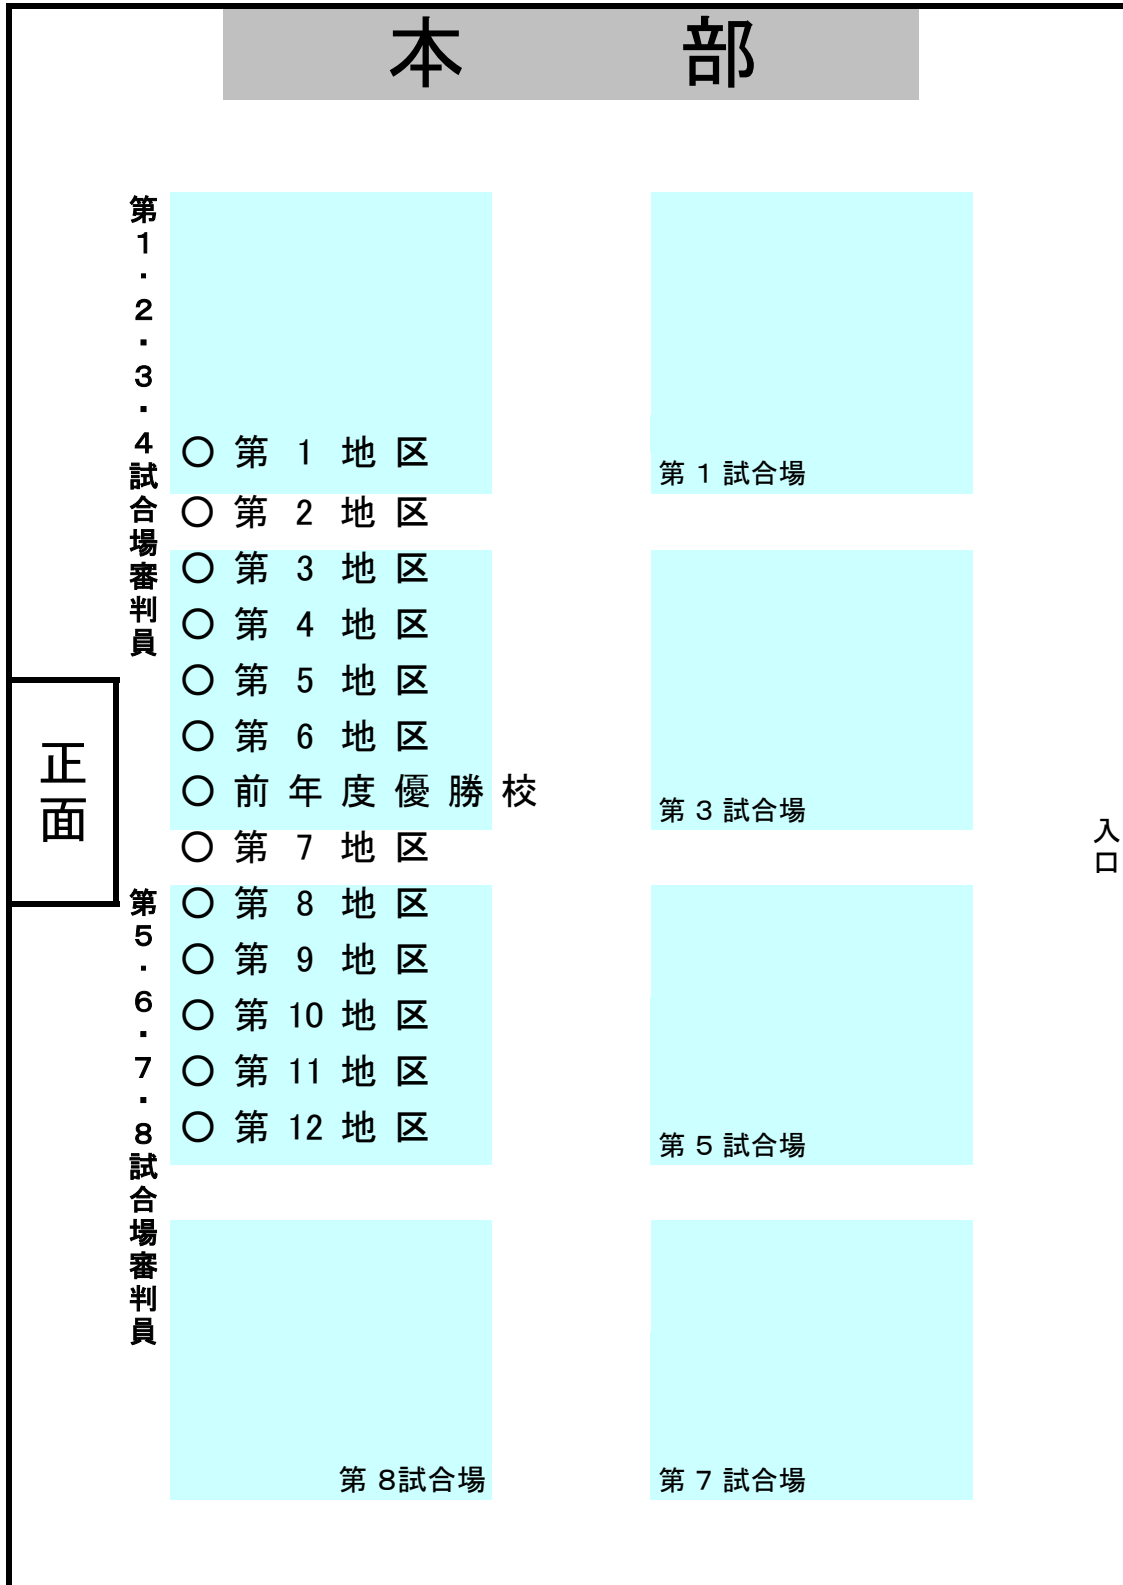 本　部
第１・２・３・４試合場審判員
○ 第 1 地 区
第 1 試合場
○ 第 2 地 区
○ 第 3 地 区
○ 第 4 地 区
○ 第 5 地 区
○ 第 6 地 区
○ 前 年 度 優 勝 校
第 3 試合場
正面
入口
○ 第 7 地 区
第５・６・７・８試合場審判員
○ 第 8 地 区
○ 第 9 地 区
○ 第 10 地 区
○ 第 11 地 区
○ 第 12 地 区
第 5 試合場
第 8試合場
第 7 試合場